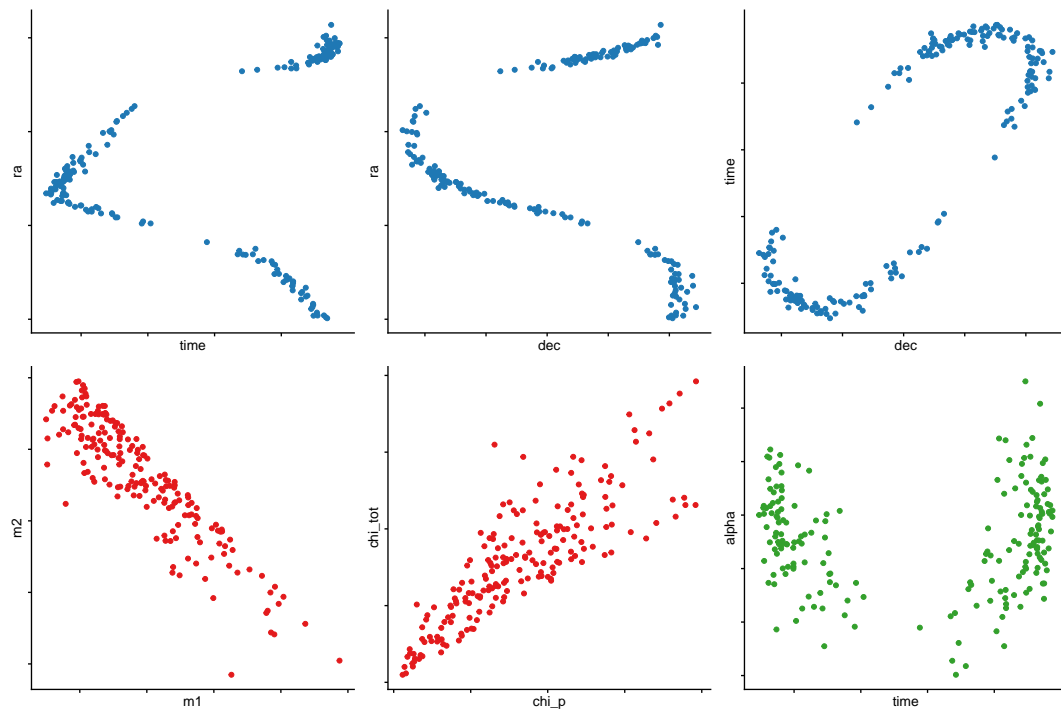 ra
time
ra
dec
time
dec
m2
m1
chi_tot
chi_p
alpha
time